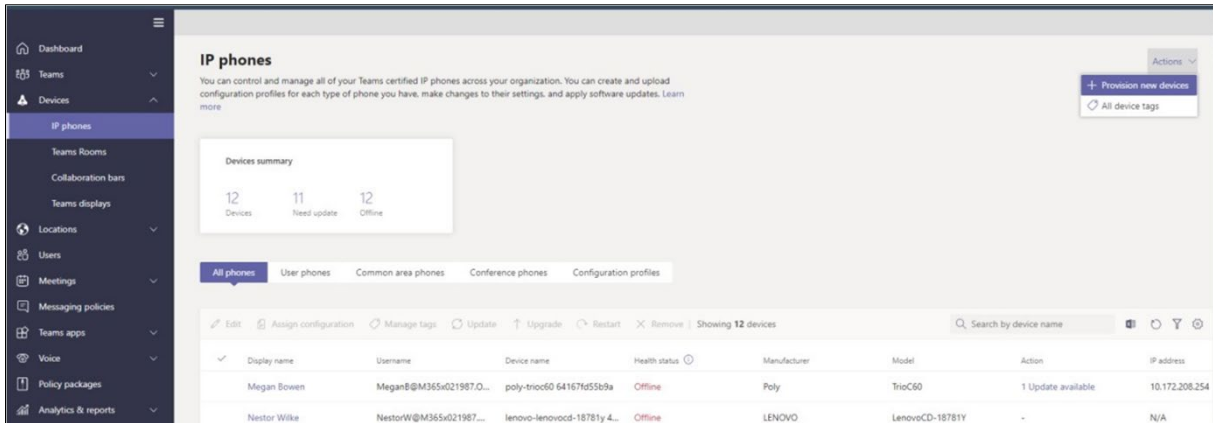 Dashboard
Teams
Devices
IP phones
Teams Rooms
Collaboration bars
Teams displays
Locations
Users
Meetings
Messaging policies
Teams apps
Voice
Policy packages
Analytics & reports
IP phones
You can control and manage all of your Teams certified IP phones across your organization. You can create and upload
configuration profiles for each type of phone you have, make changes to their settings, and apply software updates. Learn
more
Actions
+ Provision new devices
All device tags
Devices summary
12 11 12
Devices Need update Offline
All phones User phones Common area phones Conference phones Configuration profiles
Edit Assign configuration Manage tags Update Upgrade Restart Remove | Showing 12 devices Search by device name
Display name Username Device name Health status Manufacturer Model Action IP address
Megan Bowen MeganB@M365x021987.O... poly-trioc60 64167fd55b9a Offline Poly TrioC60 1 Update available 10.172.208.254
Nestor Wilke NestorW@M365x021987.... lenovo-lenovocd-18781y 4... Offline LENOVO LenovoCD-18781Y - N/A